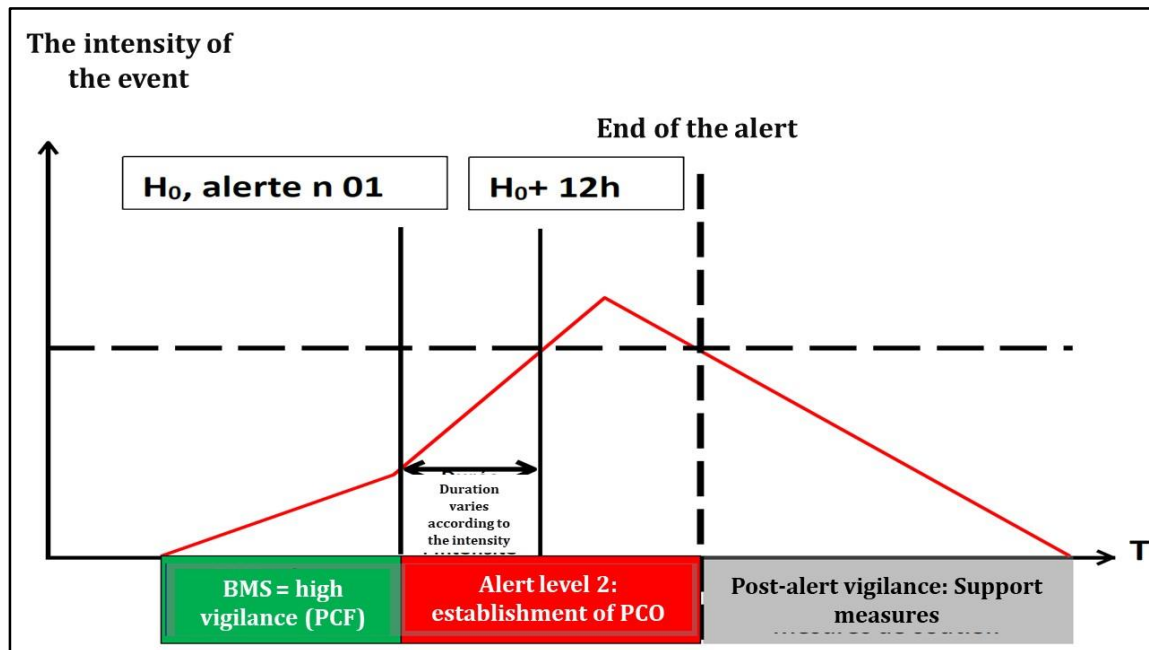 The intensity of
the event
End of the alert
H₀, alerte n 01
H₀+ 12h
Duration
varies
according to
the intensity
T
BMS = high
vigilance (PCF)
Alert level 2:
establishment of PCO
Post-alert vigilance: Support
measures